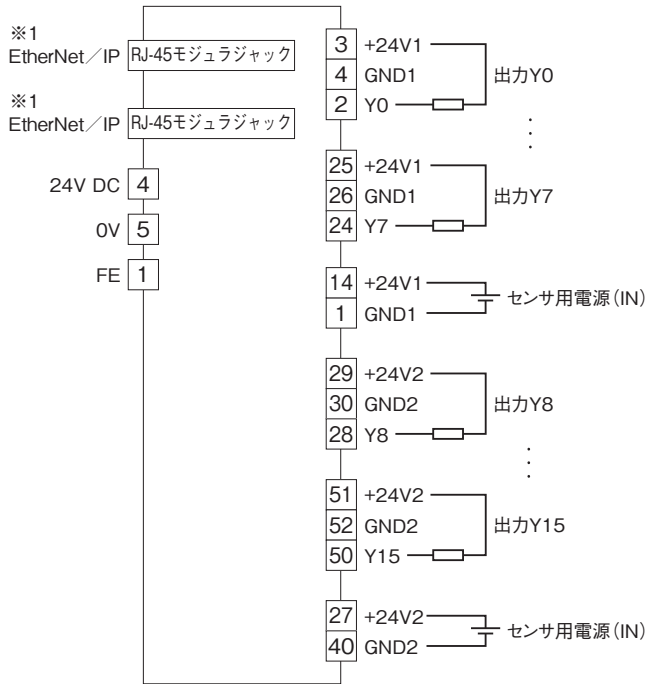 ※1
EtherNet／IP RJ-45モジュラジャック
※1
EtherNet／IP RJ-45モジュラジャック
24V DC 4
0V 5
FE 1
3 +24V1
4 GND1 出力Y0
2 Y0
25 +24V1
26 GND1 出力Y7
24 Y7
14 +24V1
センサ用電源（IN）
1 GND1
29 +24V2
30 GND2 出力Y8
28 Y8
51 +24V2
52 GND2 出力Y15
50 Y15
27 +24V2
センサ用電源（IN）
40 GND2